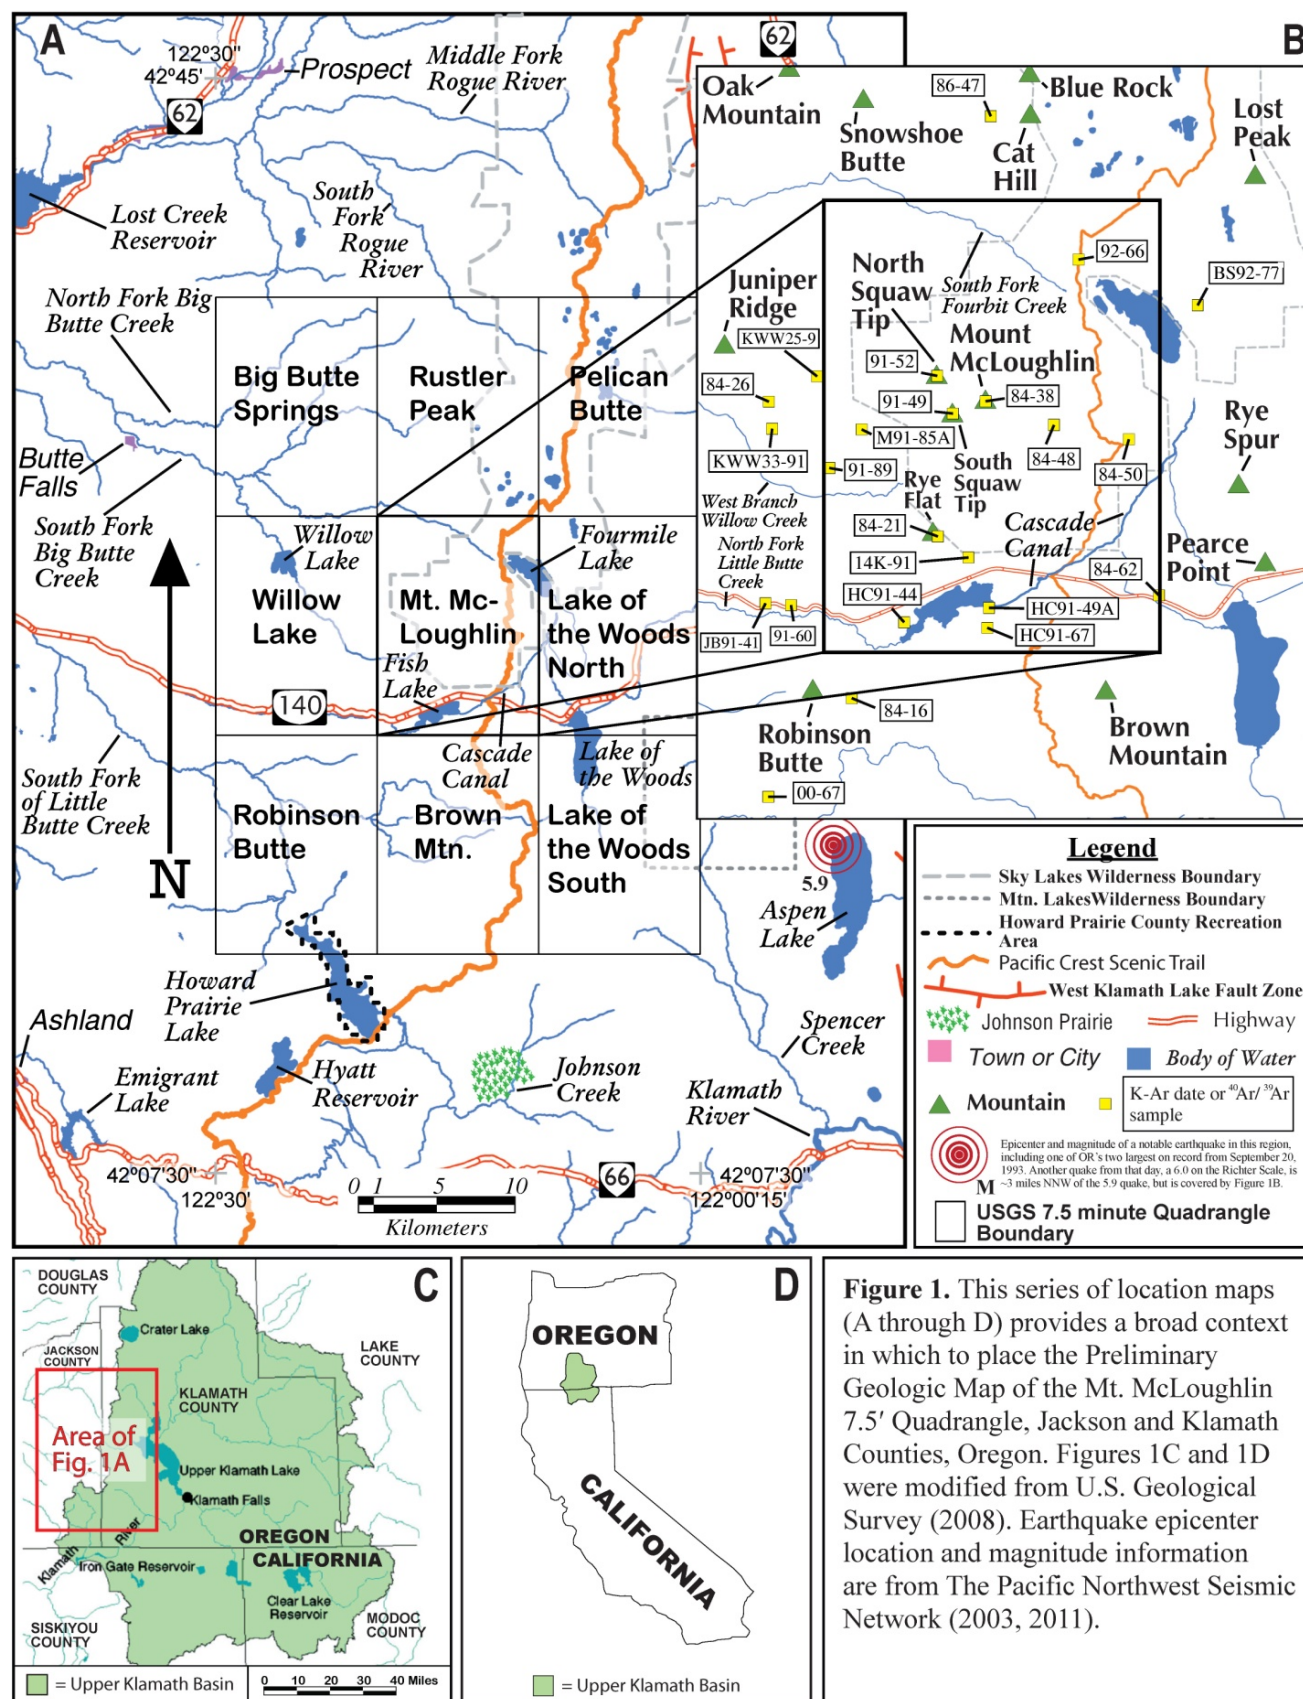 A
122º30"
42º45'
Prospect
Middle Fork
Rogue River
62
South
Fork
Rogue
River
Lost Creek
Reservoir
North Fork Big
Butte Creek
Big Butte
Springs
Rustler
Peak
Pelican
Butte
Butte
Falls
South Fork
Big Butte
Creek
Willow
Lake
Fourmile
Lake
Willow
Lake
Mt. Mc-
Loughlin
Lake of
the Woods
North
Fish
Lake
140
Cascade
Canal
Lake of
the Woods
South Fork
of Little
Butte Creek
N
Robinson
Butte
Brown
Mtn.
Lake of
the Woods
South
5.9
Aspen
Lake
Howard
Prairie
Lake
Ashland
Emigrant
Lake
Hyatt
Reservoir
Johnson
Creek
Spencer
Creek
Klamath
River
42º07'30"
122º30'
0 1 5 10
Kilometers
66
42º07'30"
122º00'15'
B
62
Oak
Mountain
Snowshoe
Butte
86-47
Blue Rock
Cat
Hill
Lost
Peak
92-66
BS92-77
Juniper
Ridge
North
Squaw
Tip
South Fork
Fourbit Creek
Mount
McLoughlin
KWW25-9
91-52
84-26
91-49
84-38
M91-85A
KWW33-91
84-48
84-50
Rye
Spur
91-89
South
Squaw
Tip
Rye
Flat
West Branch
Willow Creek
North Fork
Little Butte
Creek
84-21
14K-91
Cascade
Canal
84-62
Pearce
Point
HC91-44
HC91-49A
HC91-67
JB91-41
91-60
84-16
Robinson
Butte
Brown
Mountain
00-67
Legend
Sky Lakes Wilderness Boundary
Mtn. LakesWilderness Boundary
Howard Prairie County Recreation
Area
Pacific Crest Scenic Trail
West Klamath Lake Fault Zone
Johnson Prairie
Highway
Town or City
Body of Water
Mountain
K-Ar date or ⁴⁰Ar/ ³⁹Ar
sample
Epicenter and magnitude of a notable earthquake in this region,
including one of OR's two largest on record from September 20,
1993. Another quake from that day, a 6.0 on the Richter Scale, is
~3 miles NNW of the 5.9 quake, but is covered by Figure 1B.
M
USGS 7.5 minute Quadrangle
Boundary
C
DOUGLAS
COUNTY
Crater Lake
JACKSON
COUNTY
LAKE
COUNTY
KLAMATH
COUNTY
Area of
Fig. 1A
Upper Klamath Lake
Klamath Falls
OREGON
CALIFORNIA
Klamath River
Iron Gate Reservoir
Clear Lake
Reservoir
SISKIYOU
COUNTY
MODOC
COUNTY
= Upper Klamath Basin
0 10 20 30 40 Miles
D
OREGON
CALIFORNIA
= Upper Klamath Basin
Figure 1. This series of location maps
(A through D) provides a broad context
in which to place the Preliminary
Geologic Map of the Mt. McLoughlin
7.5′ Quadrangle, Jackson and Klamath
Counties, Oregon. Figures 1C and 1D
were modified from U.S. Geological
Survey (2008). Earthquake epicenter
location and magnitude information
are from The Pacific Northwest Seismic
Network (2003, 2011).